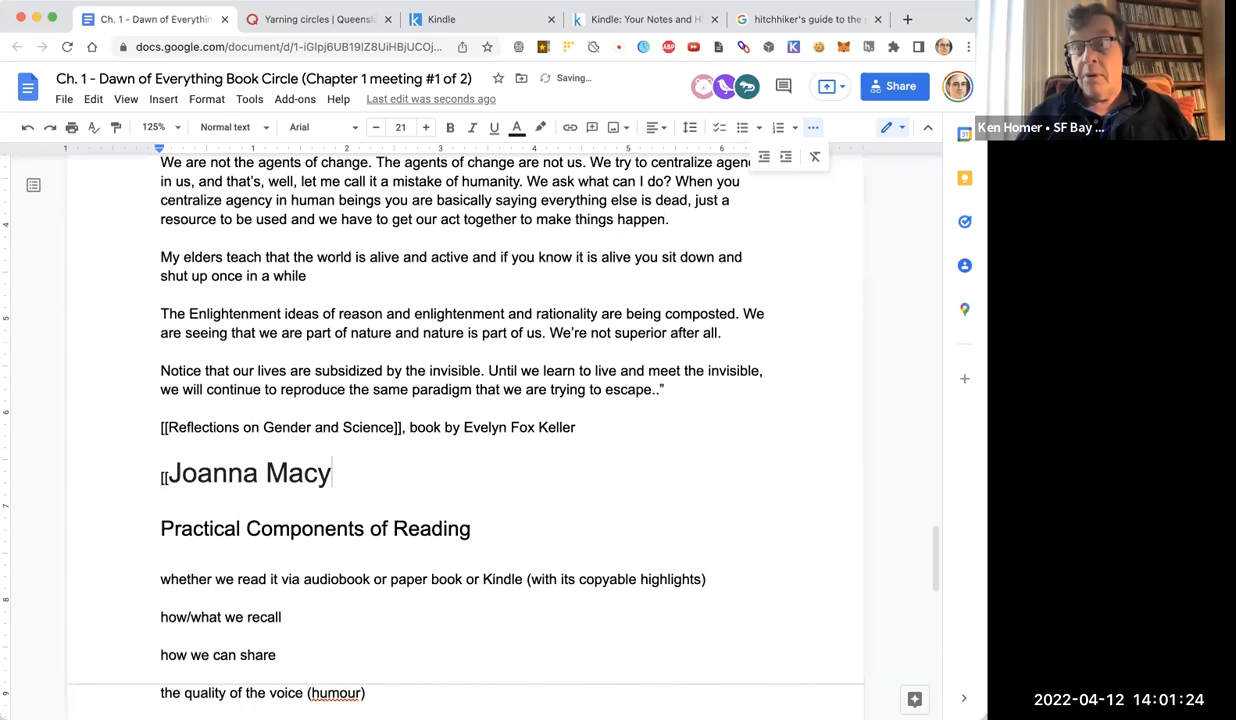 Ch. 1 - Dawn of Everythin
Yarning circles | Queensl
Kindle
Kindle: Your Notes and H
hitchhiker's guide to the
docs.google.com/document/d/1-iGlpj6UB19IZ8UiHBjUCOj...
Ch. 1 - Dawn of Everything Book Circle (Chapter 1 meeting #1 of 2)
Saving...
Share
File Edit View Insert Format Tools Add-ons Help Last edit was seconds ago
125% Normal text Arial 21
We are not the agents of change. The agents of change are not us. We try to centralize agenc
in us, and that's, well, let me call it a mistake of humanity. We ask what can I do? When you
centralize agency in human beings you are basically saying everything else is dead, just a
resource to be used and we have to get our act together to make things happen.
My elders teach that the world is alive and active and if you know it is alive you sit down and
shut up once in a while
The Enlightenment ideas of reason and enlightenment and rationality are being composted. We
are seeing that we are part of nature and nature is part of us. We're not superior after all.
Notice that our lives are subsidized by the invisible. Until we learn to live and meet the invisible,
we will continue to reproduce the same paradigm that we are trying to escape.."
[[Reflections on Gender and Science]], book by Evelyn Fox Keller
[[Joanna Macy
Practical Components of Reading
whether we read it via audiobook or paper book or Kindle (with its copyable highlights)
how/what we recall
how we can share
the quality of the voice (humour)
Ken Homer • SF Bay ...
2022-04-12 14:01:24